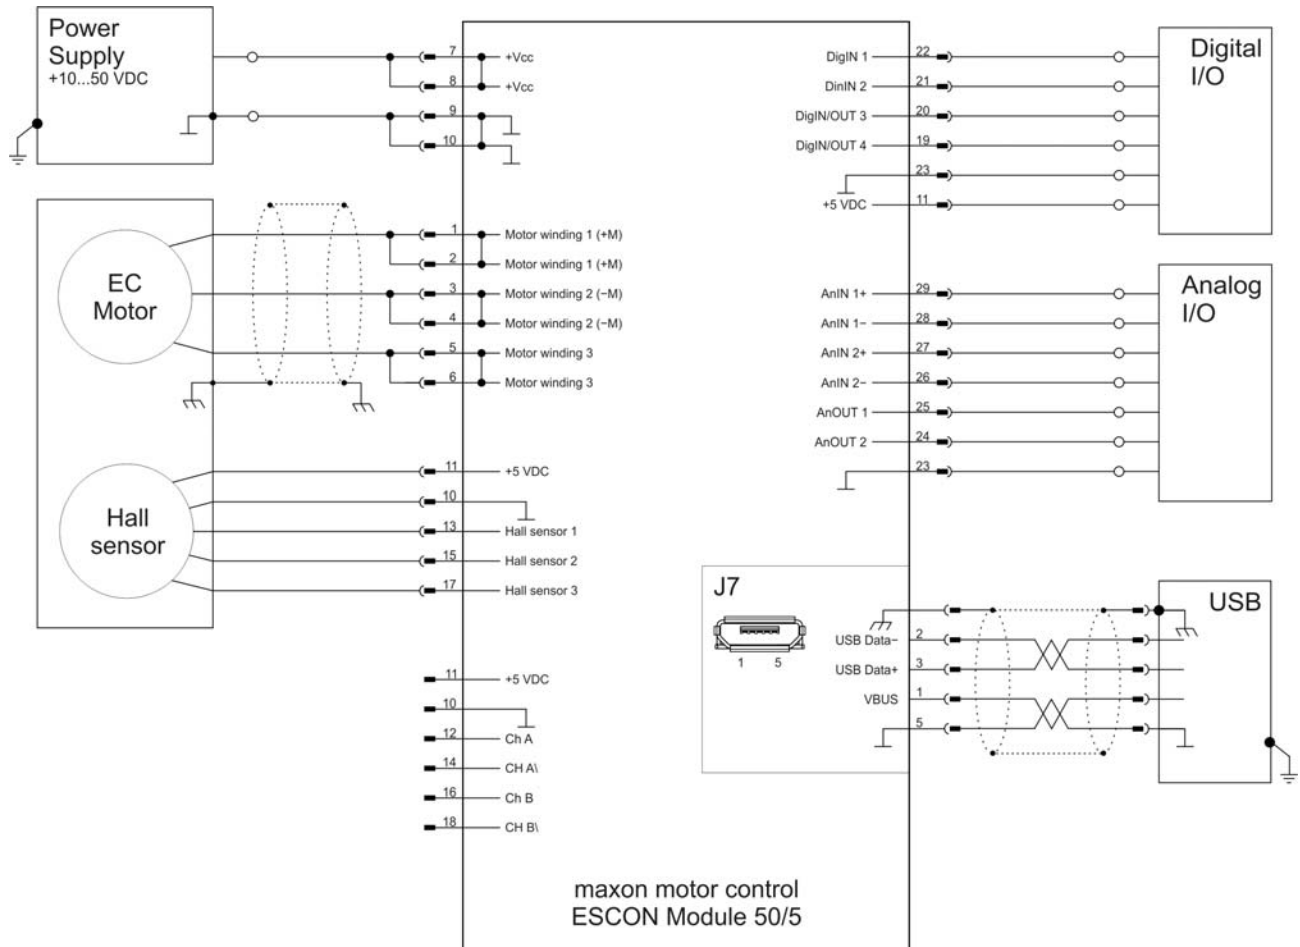 Power
Supply
+10...50 VDC
7 +Vcc
8 +Vcc
9
10
EC
Motor
1 Motor winding 1 (+M)
2 Motor winding 1 (+M)
3 Motor winding 2 (−M)
4 Motor winding 2 (−M)
5 Motor winding 3
6 Motor winding 3
Hall
sensor
11 +5 VDC
10
13 Hall sensor 1
15 Hall sensor 2
17 Hall sensor 3
11 +5 VDC
10
12 Ch A
14 CH A\
16 Ch B
18 CH B\
DigIN 1 22
DinIN 2 21
DigIN/OUT 3 20
DigIN/OUT 4 19
23
+5 VDC 11
Digital
I/O
AnIN 1+ 29
AnIN 1− 28
AnIN 2+ 27
AnIN 2− 26
AnOUT 1 25
AnOUT 2 24
23
Analog
I/O
J7
1 5
USB Data− 2
USB Data+ 3
VBUS 1
5
USB
maxon motor control
ESCON Module 50/5